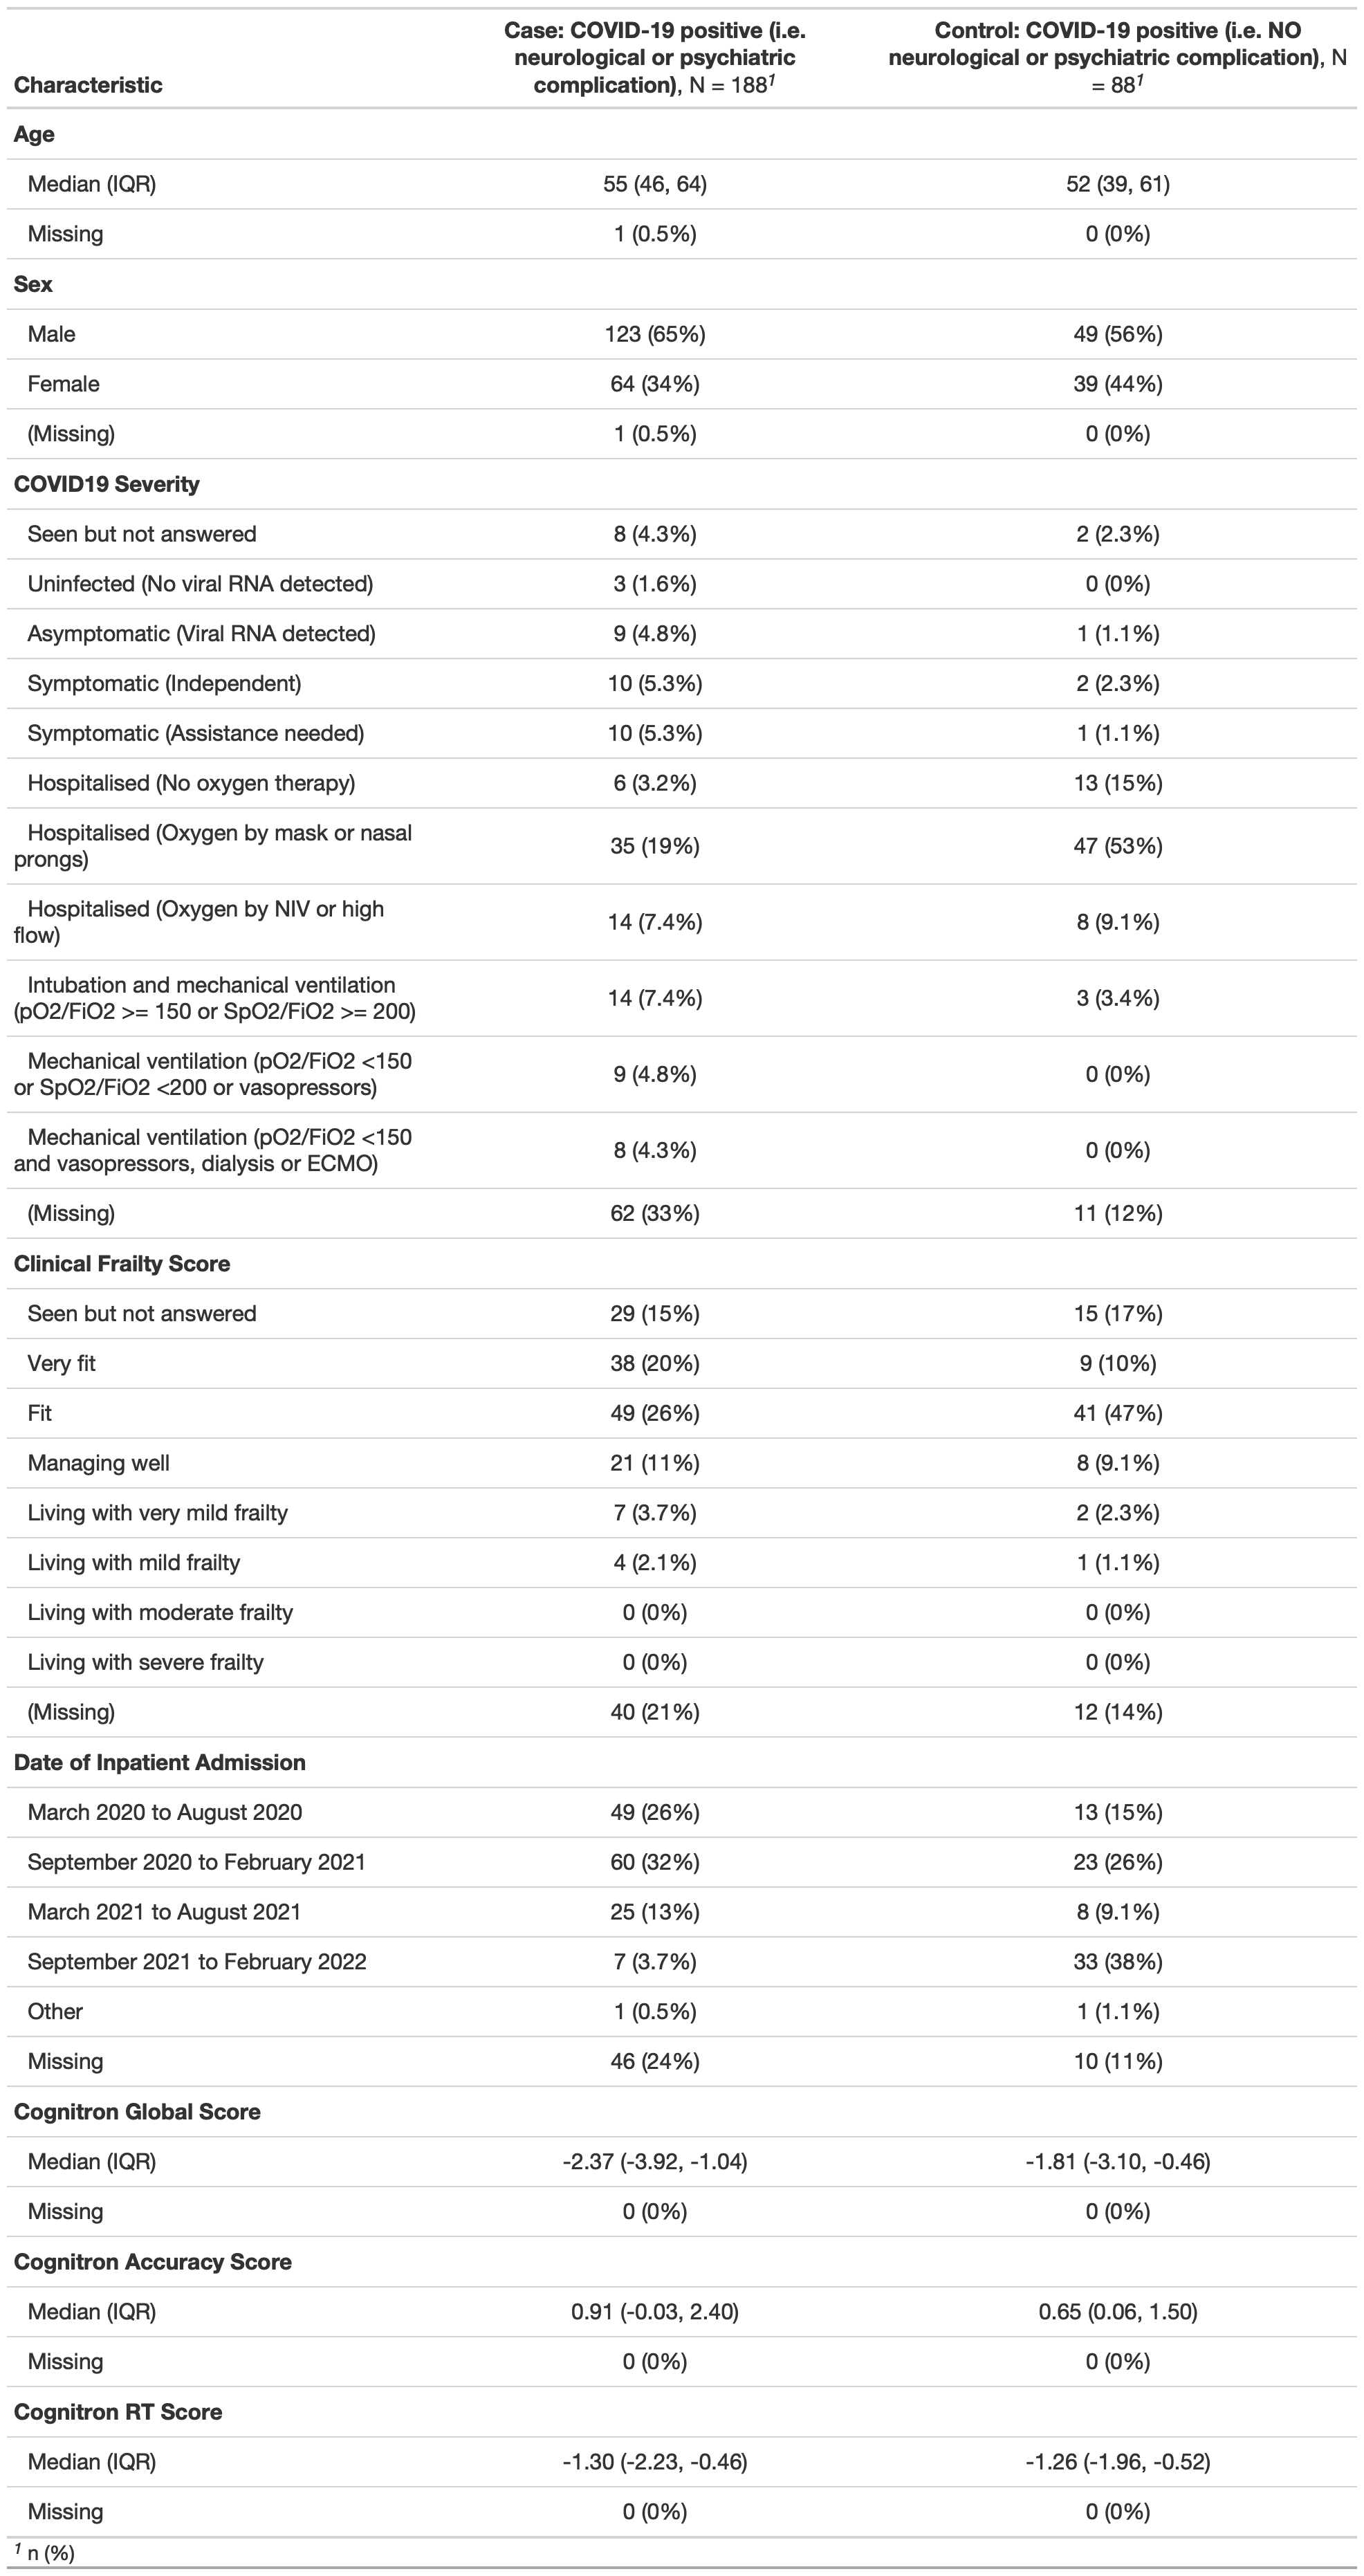 Characteristic Case: COVID-19 positive (i.e. neurological or psychiatric complication), N = 188¹ Control: COVID-19 positive (i.e. NO neurological or psychiatric complication), N = 88¹
Age
Median (IQR) 55 (46, 64) 52 (39, 61)
Missing 1 (0.5%) 0 (0%)
Sex
Male 123 (65%) 49 (56%)
Female 64 (34%) 39 (44%)
(Missing) 1 (0.5%) 0 (0%)
COVID19 Severity
Seen but not answered 8 (4.3%) 2 (2.3%)
Uninfected (No viral RNA detected) 3 (1.6%) 0 (0%)
Asymptomatic (Viral RNA detected) 9 (4.8%) 1 (1.1%)
Symptomatic (Independent) 10 (5.3%) 2 (2.3%)
Symptomatic (Assistance needed) 10 (5.3%) 1 (1.1%)
Hospitalised (No oxygen therapy) 6 (3.2%) 13 (15%)
Hospitalised (Oxygen by mask or nasal prongs) 35 (19%) 47 (53%)
Hospitalised (Oxygen by NIV or high flow) 14 (7.4%) 8 (9.1%)
Intubation and mechanical ventilation (pO2/FiO2 >= 150 or SpO2/FiO2 >= 200) 14 (7.4%) 3 (3.4%)
Mechanical ventilation (pO2/FiO2 <150 or SpO2/FiO2 <200 or vasopressors) 9 (4.8%) 0 (0%)
Mechanical ventilation (pO2/FiO2 <150 and vasopressors, dialysis or ECMO) 8 (4.3%) 0 (0%)
(Missing) 62 (33%) 11 (12%)
Clinical Frailty Score
Seen but not answered 29 (15%) 15 (17%)
Very fit 38 (20%) 9 (10%)
Fit 49 (26%) 41 (47%)
Managing well 21 (11%) 8 (9.1%)
Living with very mild frailty 7 (3.7%) 2 (2.3%)
Living with mild frailty 4 (2.1%) 1 (1.1%)
Living with moderate frailty 0 (0%) 0 (0%)
Living with severe frailty 0 (0%) 0 (0%)
(Missing) 40 (21%) 12 (14%)
Date of Inpatient Admission
March 2020 to August 2020 49 (26%) 13 (15%)
September 2020 to February 2021 60 (32%) 23 (26%)
March 2021 to August 2021 25 (13%) 8 (9.1%)
September 2021 to February 2022 7 (3.7%) 33 (38%)
Other 1 (0.5%) 1 (1.1%)
Missing 46 (24%) 10 (11%)
Cognitron Global Score
Median (IQR) -2.37 (-3.92, -1.04) -1.81 (-3.10, -0.46)
Missing 0 (0%) 0 (0%)
Cognitron Accuracy Score
Median (IQR) 0.91 (-0.03, 2.40) 0.65 (0.06, 1.50)
Missing 0 (0%) 0 (0%)
Cognitron RT Score
Median (IQR) -1.30 (-2.23, -0.46) -1.26 (-1.96, -0.52)
Missing 0 (0%) 0 (0%)
¹ n (%)